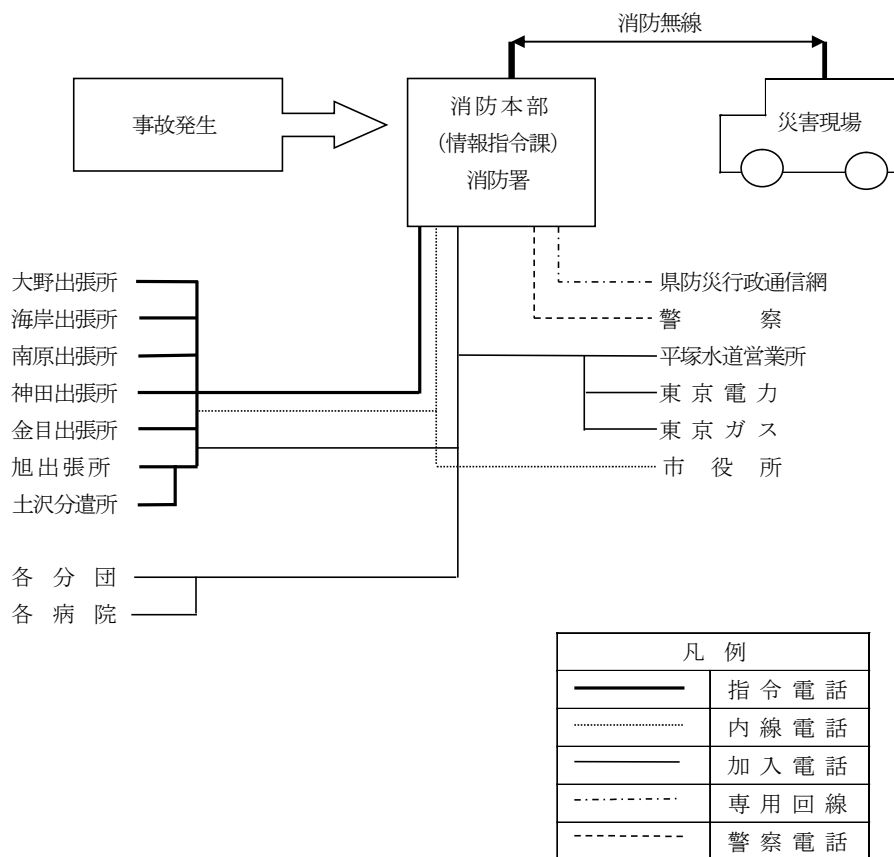 消防無線
事故発生
消防本部
（情報指令課）
消防署
災害現場
大野出張所
海岸出張所
南原出張所
神田出張所
金目出張所
旭出張所
土沢分遣所
各分団
各病院
県防災行政通信網
警察
平塚水道営業所
東京電力
東京ガス
市役所
凡例
指令電話
内線電話
加入電話
専用回線
警察電話